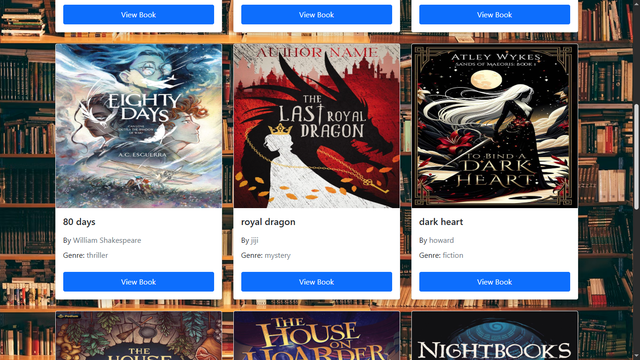 View Book
View Book
View Book
EIGHTY
DAYS
A.C. ESGUERRA
AUTHOR NAME
THE
LAST ROYAL
DRAGON
ATLEY WYKES
SANDS OF MAEORIS: BOOK 1
TO BIND A
DARK
HEART
80 days
By William Shakespeare
Genre: thriller
View Book
royal dragon
By jiji
Genre: mystery
View Book
dark heart
By howard
Genre: fiction
View Book
THE
HOUSE
THE
HOUSE
ON
HOARDER
NIGHTBOOKS